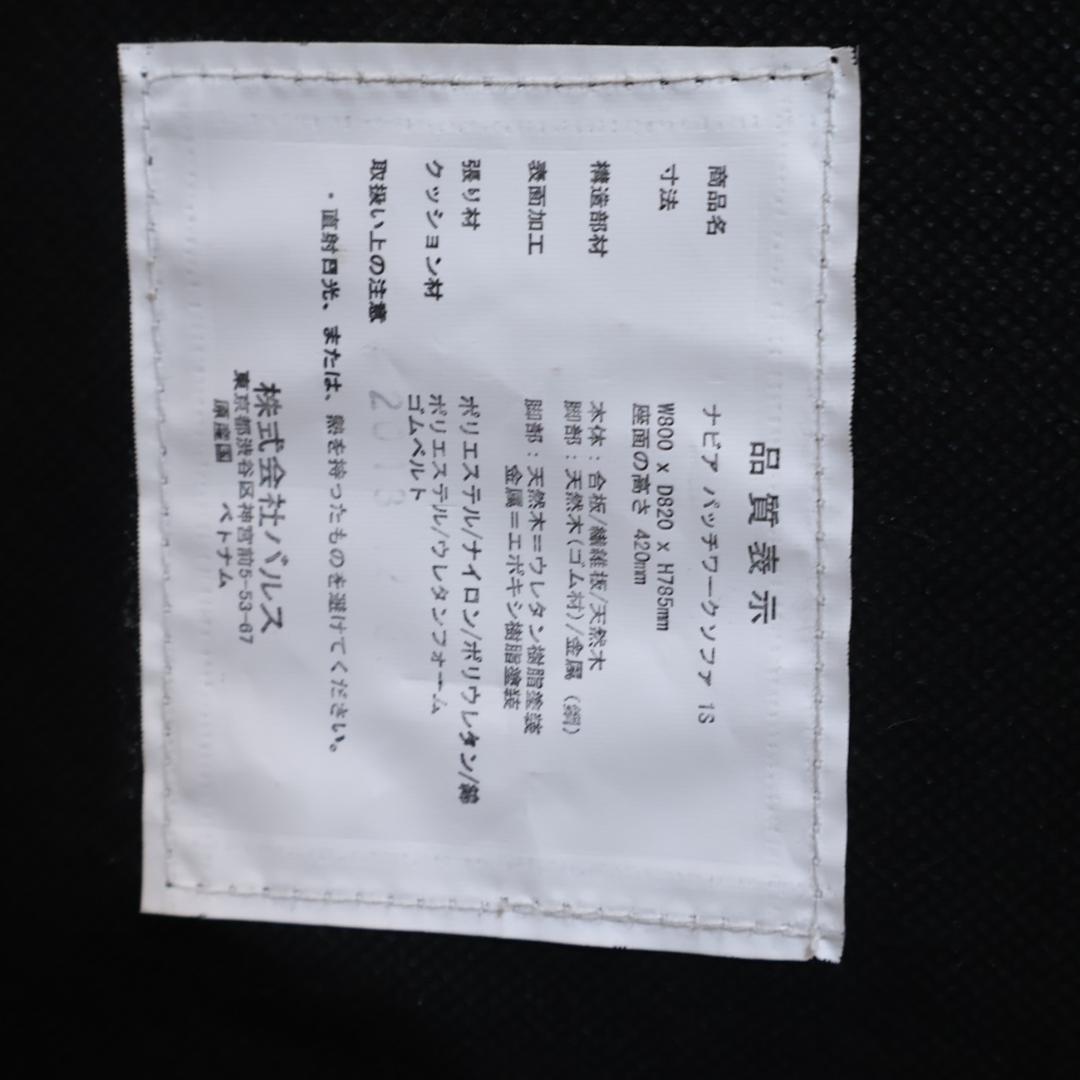 品質表示
商品名 ナビア パッチワークソファ 1S
寸法 W800 x D820 x H785mm
座面の高さ 420mm
構造部材 本体：合板/繊維板/天然木
脚部：天然木(ゴム材)/金属（鋼）
表面加工 脚部：天然木＝ウレタン樹脂塗装
金属＝エポキシ樹脂塗装
張り材 ポリエステル/ナイロン/ポリウレタン/綿
クッション材 ポリエステル/ウレタンフォーム
ゴムベルト
取扱い上の注意
・直射日光、または、熱を持ったものを避けてください。
株式会社バルス
東京都渋谷区神宮前5-53-67
原産国 ベトナム